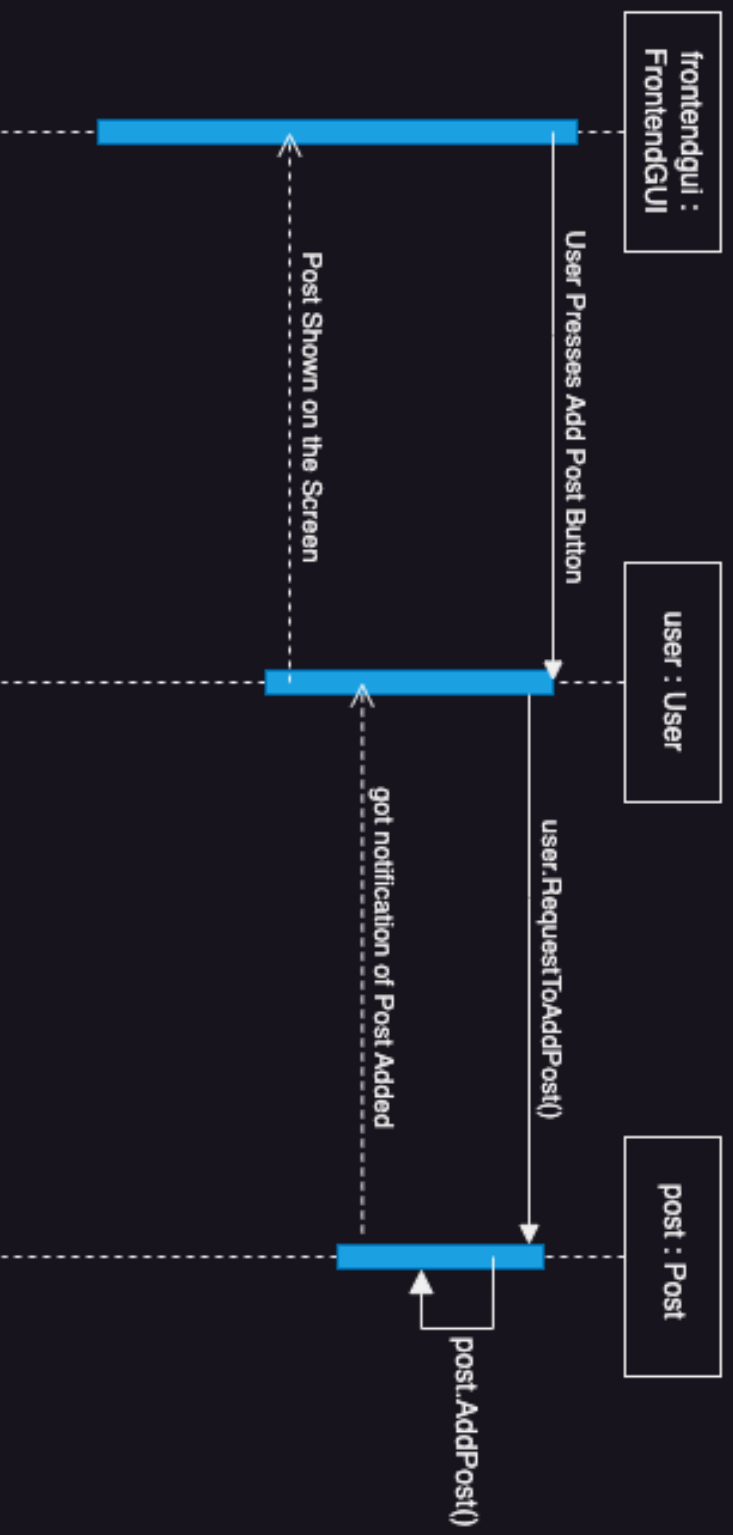 frontendgui :
FrontendGUI
user : User
post : Post
User Presses Add Post Button
user.RequestToAddPost()
post.AddPost()
got notification of Post Added
Post Shown on the Screen